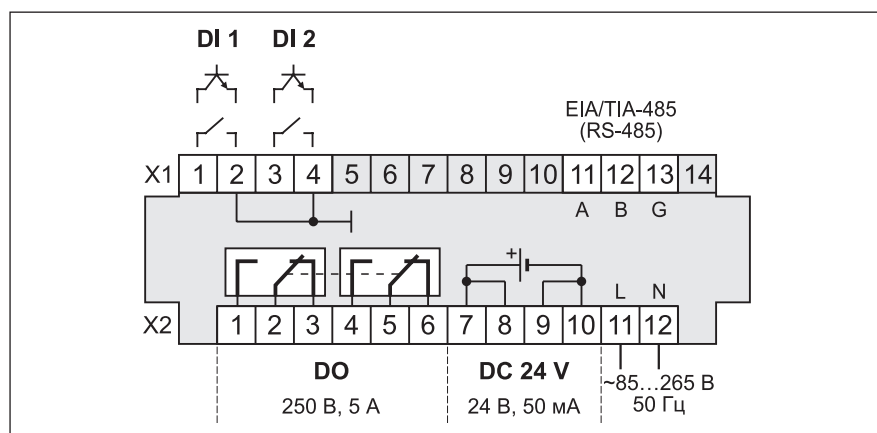 DI 1 DI 2
EIA/TIA-485
(RS-485)
X1 1 2 3 4 5 6 7 8 9 10 11 12 13 14
A B G
+
L N
X2 1 2 3 4 5 6 7 8 9 10 11 12
DO DC 24 V ~85...265 В
250 В, 5 А 24 В, 50 мА 50 Гц